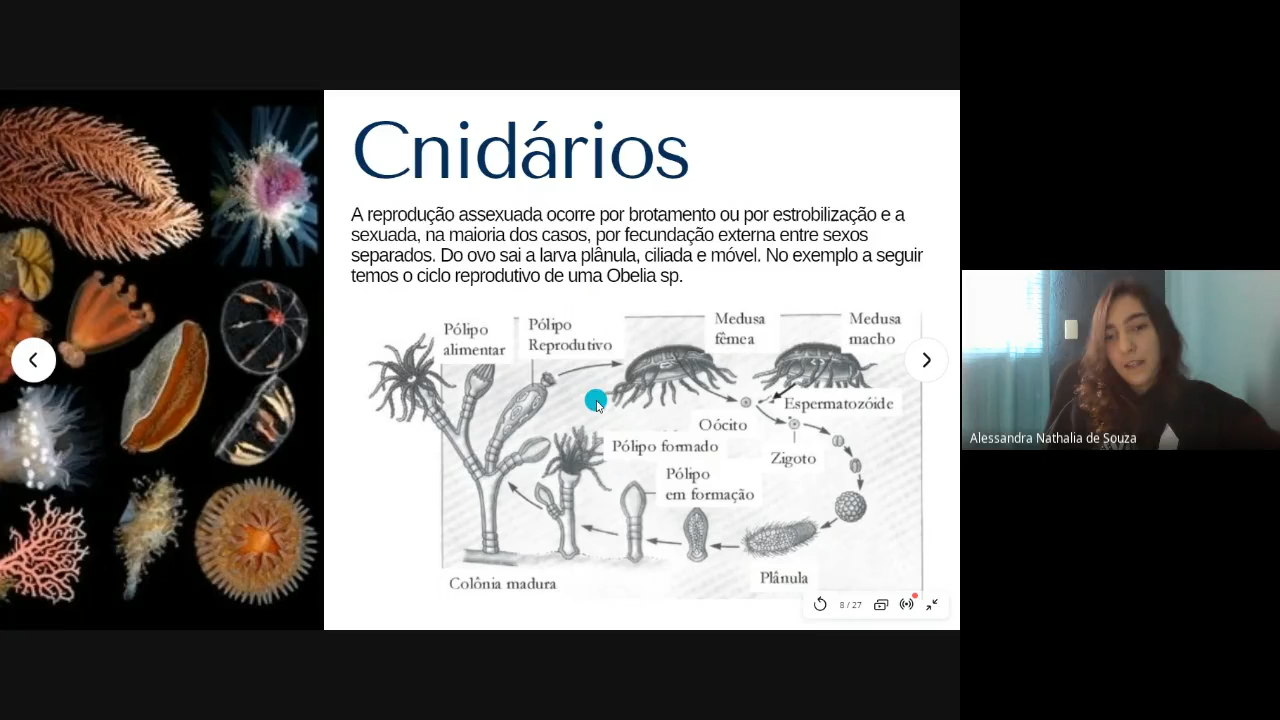 Cnidários
A reprodução assexuada ocorre por brotamento ou por estrobilização e a
sexuada, na maioria dos casos, por fecundação externa entre sexos
separados. Do ovo sai a larva plânula, ciliada e móvel. No exemplo a seguir
temos o ciclo reprodutivo de uma Obelia sp.
Pólipo
alimentar
Pólipo
Reprodutivo
Medusa
fêmea
Medusa
macho
Espermatozóide
Oócito
Zigoto
Pólipo formado
Pólipo
em formação
Plânula
Colônia madura
8 / 27
Alessandra Nathalia de Souza